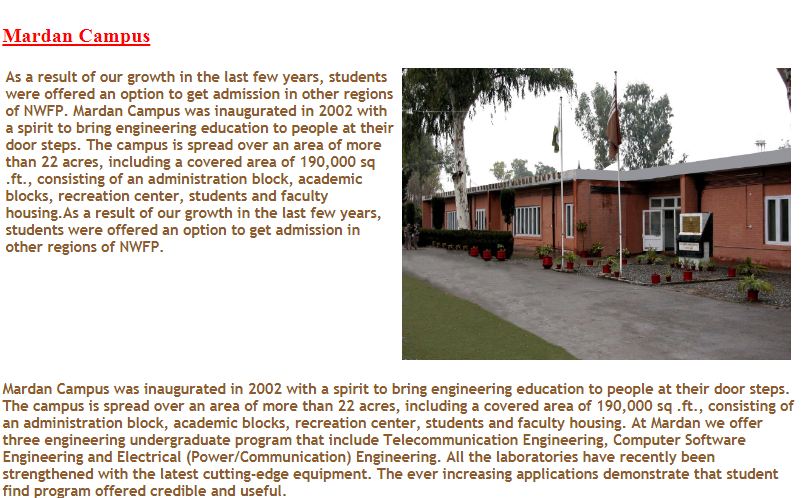 Mardan Campus
As a result of our growth in the last few years, students
were offered an option to get admission in other regions
of NWFP. Mardan Campus was inaugurated in 2002 with
a spirit to bring engineering education to people at their
door steps. The campus is spread over an area of more
than 22 acres, including a covered area of 190,000 sq
.ft., consisting of an administration block, academic
blocks, recreation center, students and faculty
housing.As a result of our growth in the last few years,
students were offered an option to get admission in
other regions of NWFP.
Mardan Campus was inaugurated in 2002 with a spirit to bring engineering education to people at their door steps.
The campus is spread over an area of more than 22 acres, including a covered area of 190,000 sq .ft., consisting of
an administration block, academic blocks, recreation center, students and faculty housing. At Mardan we offer
three engineering undergraduate program that include Telecommunication Engineering, Computer Software
Engineering and Electrical (Power/Communication) Engineering. All the laboratories have recently been
strengthened with the latest cutting-edge equipment. The ever increasing applications demonstrate that student
find program offered credible and useful.